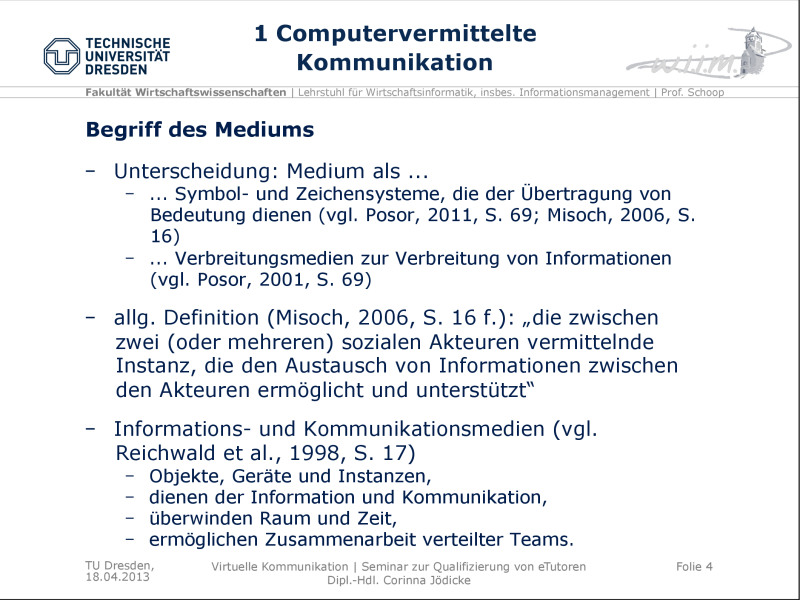 1 Computervermittelte
Kommunikation
TECHNISCHE
UNIVERSITÄT
DRESDEN
wiim
Fakultät Wirtschaftswissenschaften | Lehrstuhl für Wirtschaftsinformatik, insbes. Informationsmanagement | Prof. Schoop
Begriff des Mediums
– Unterscheidung: Medium als ...
– ... Symbol- und Zeichensysteme, die der Übertragung von
Bedeutung dienen (vgl. Posor, 2011, S. 69; Misoch, 2006, S.
16)
– ... Verbreitungsmedien zur Verbreitung von Informationen
(vgl. Posor, 2001, S. 69)
– allg. Definition (Misoch, 2006, S. 16 f.): „die zwischen
zwei (oder mehreren) sozialen Akteuren vermittelnde
Instanz, die den Austausch von Informationen zwischen
den Akteuren ermöglicht und unterstützt“
– Informations- und Kommunikationsmedien (vgl.
Reichwald et al., 1998, S. 17)
– Objekte, Geräte und Instanzen,
– dienen der Information und Kommunikation,
– überwinden Raum und Zeit,
– ermöglichen Zusammenarbeit verteilter Teams.
TU Dresden,
18.04.2013
Virtuelle Kommunikation | Seminar zur Qualifizierung von eTutoren
Dipl.-Hdl. Corinna Jödicke
Folie 4